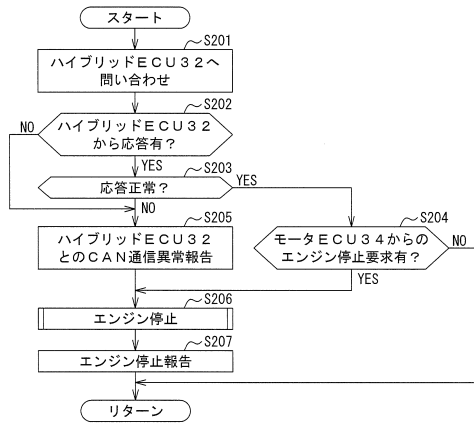 スタート
S201
ハイブリッドECU32へ
問い合わせ
S202
ハイブリッドECU32
から応答有?
NO
YES
S203
応答正常?
YES
NO
S204
モータECU34からの
エンジン停止要求有?
NO
YES
S205
ハイブリッドECU32
とのCAN通信異常報告
S206
エンジン停止
S207
エンジン停止報告
リターン